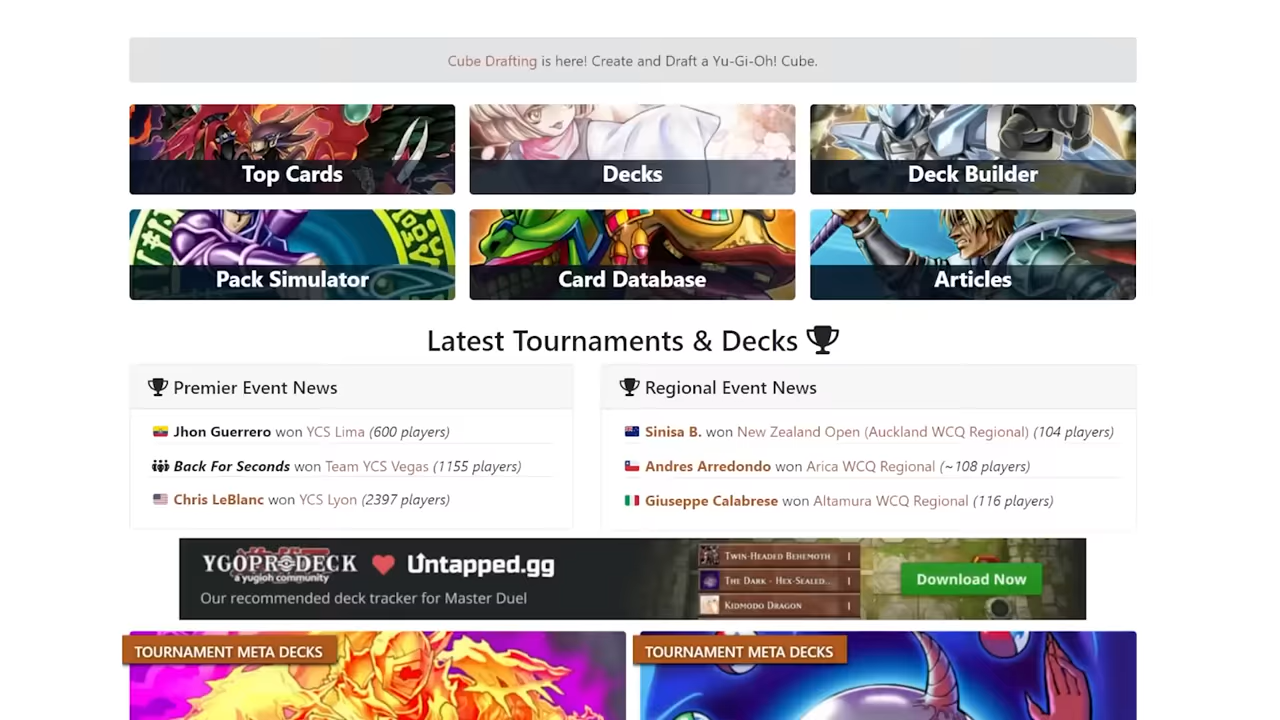 Cube Drafting is here! Create and Draft a Yu-Gi-Oh! Cube.
Top Cards
Decks
Deck Builder
Pack Simulator
Card Database
Articles
Latest Tournaments & Decks
Premier Event News
Jhon Guerrero won YCS Lima (600 players)
Back For Seconds won Team YCS Vegas (1155 players)
Chris LeBlanc won YCS Lyon (2397 players)
Regional Event News
Sinisa B. won New Zealand Open (Auckland WCQ Regional) (104 players)
Andres Arredondo won Arica WCQ Regional (~108 players)
Giuseppe Calabrese won Altamura WCQ Regional (116 players)
YGOPRODECK
a yugioh community
Untapped.gg
Our recommended deck tracker for Master Duel
Twin-Headed Behemoth 1
The Dark - Hex-Sealed.. 1
Kidmodo Dragon 1
Download Now
TOURNAMENT META DECKS
TOURNAMENT META DECKS